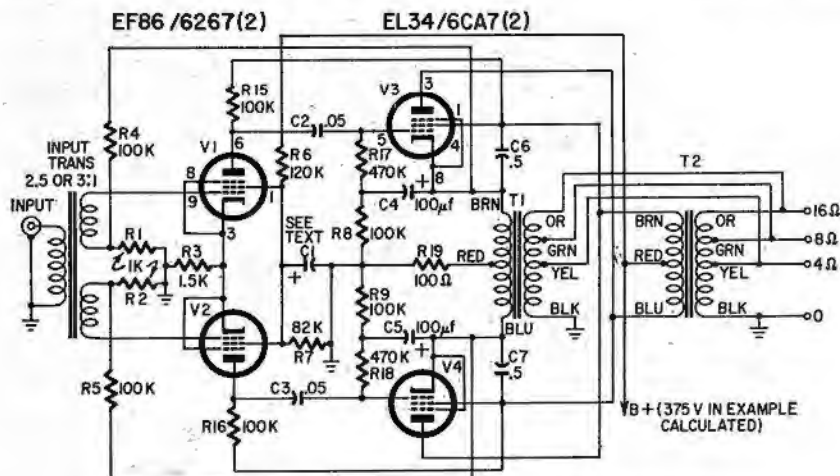 EF86/6267(2)
EL34/6CA7(2)
R15
100K
C2 .05
V3
3
1
5
4
8
R4
100K
V1
6
8
9
1
3
R6
120K
R17
470K
C6
.5
INPUT
TRANS
2.5 OR 3:1
INPUT
C4
100µf
+
BRN
T1
T2
R1
1K
R2
R3
1.5K
SEE
TEXT
C1
+
R8
100K
R19
100Ω
RED
OR
GRN
YEL
BLK
BRN
RED
BLU
OR
GRN
YEL
BLK
16Ω
8Ω
4Ω
0
V2
82K
R7
R9
100K
C5
100µf
+
BLU
470K
R18
V4
C7
.5
R5
100K
C3 .05
R16
100K
B+(375 V IN EXAMPLE
CALCULATED)